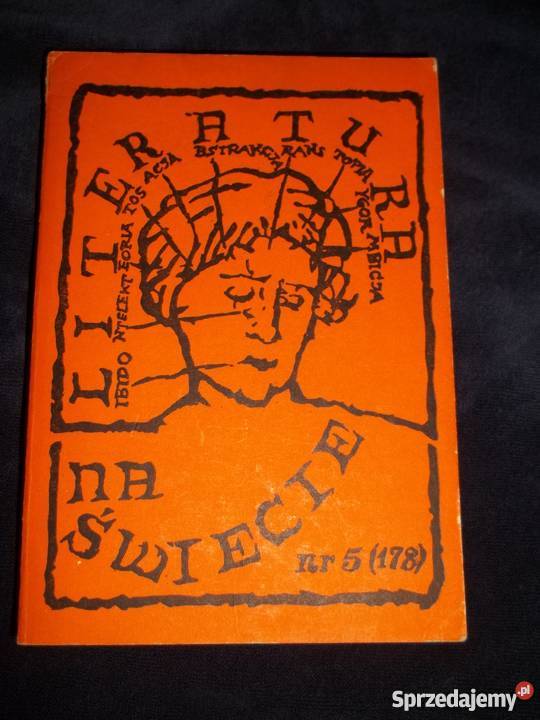 LITERATURA
IBIDO NTELEKT EORIA TOS ACJA BSTRAKCJA RANS TOPIA YGOR MBICJA
NA
ŚWIECIE
nr 5 (178)
Sprzedajemy.pl